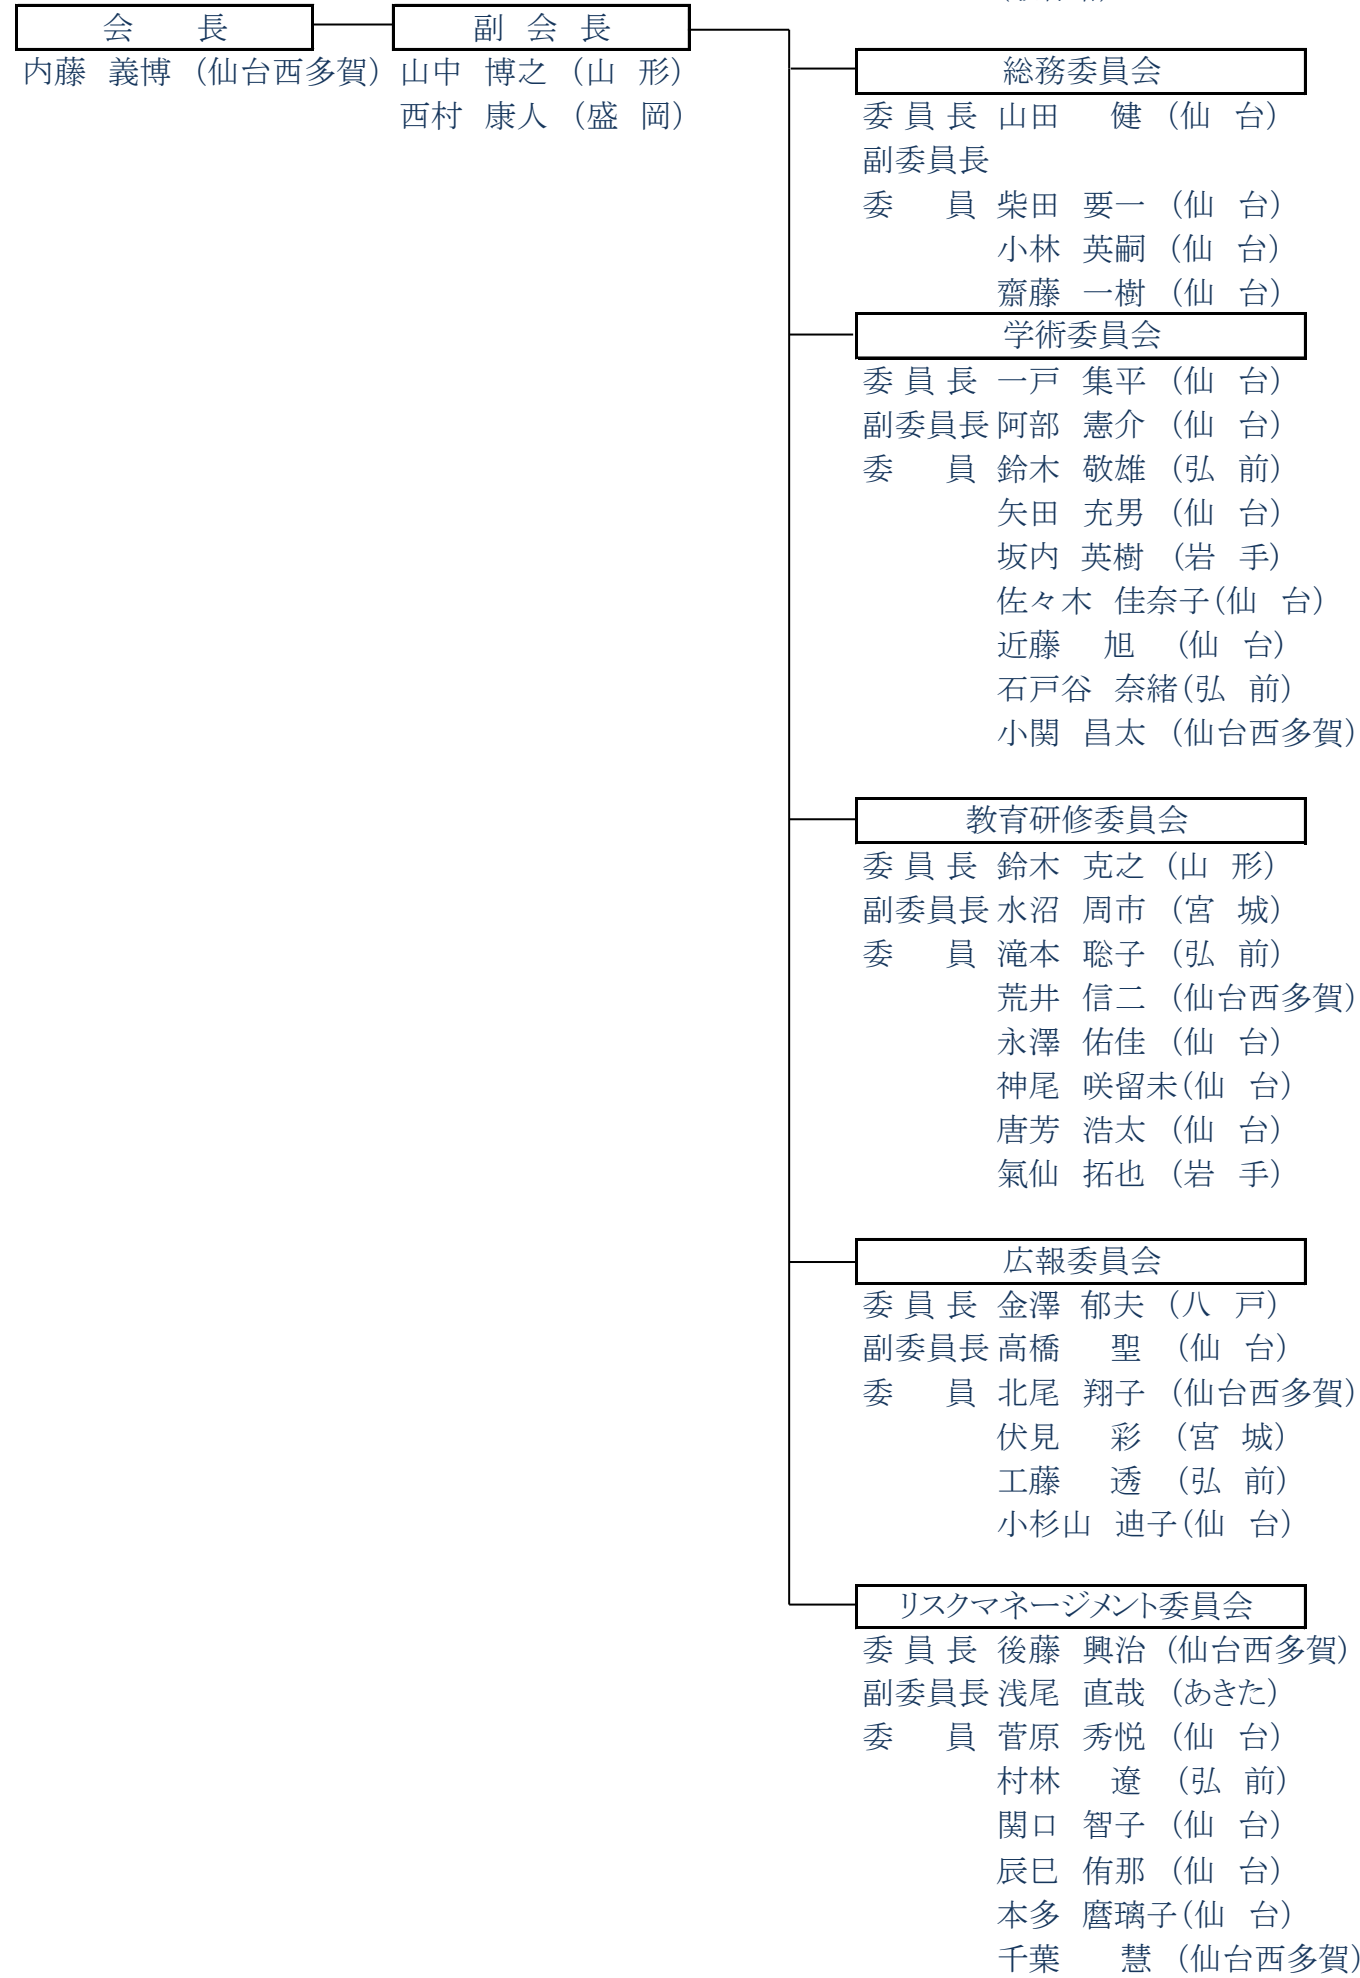 会　　長
内藤 義博 （仙台西多賀）
副 会 長
山中 博之 （山 形）
西村 康人 （盛 岡）
総務委員会
委 員 長 山田　健 （仙 台）
副委員長
委　員 柴田 要一 （仙 台）
小林 英嗣 （仙 台）
齋藤 一樹 （仙 台）
学術委員会
委 員 長 一戸 集平 （仙 台）
副委員長 阿部 憲介 （仙 台）
委　員 鈴木 敬雄 （弘 前）
矢田 充男 （仙 台）
坂内 英樹 （岩 手）
佐々木 佳奈子（仙 台）
近藤　旭 （仙 台）
石戸谷 奈緒（弘 前）
小関 昌太 （仙台西多賀）
教育研修委員会
委 員 長 鈴木 克之 （山 形）
副委員長 水沼 周市 （宮 城）
委　員 滝本 聡子 （弘 前）
荒井 信二 （仙台西多賀）
永澤 佑佳 （仙 台）
神尾 咲留未（仙 台）
唐芳 浩太 （仙 台）
氣仙 拓也 （岩 手）
広報委員会
委 員 長 金澤 郁夫 （八 戸）
副委員長 高橋　聖 （仙 台）
委　員 北尾 翔子 （仙台西多賀）
伏見　彩 （宮 城）
工藤　透 （弘 前）
小杉山 迪子（仙 台）
リスクマネージメント委員会
委 員 長 後藤 興治 （仙台西多賀）
副委員長 浅尾 直哉 （あきた）
委　員 菅原 秀悦 （仙 台）
村林　遼 （弘 前）
関口 智子 （仙 台）
辰巳 侑那 （仙 台）
本多 麿璃子（仙 台）
千葉　慧 （仙台西多賀）